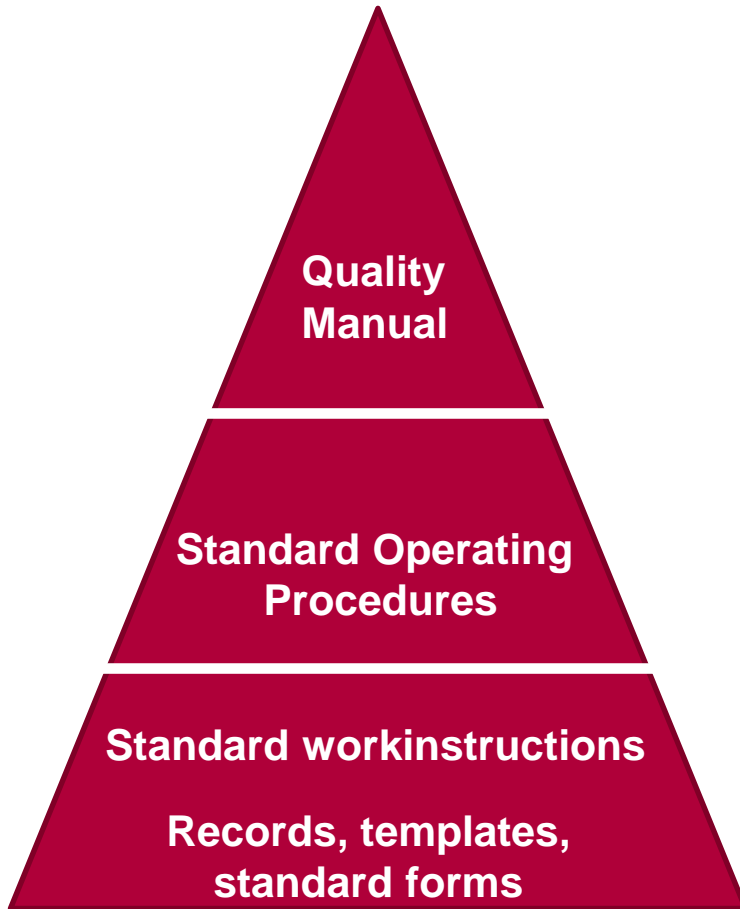 Quality
Manual
Standard Operating
Procedures
Standard workinstructions
Records, templates,
standard forms